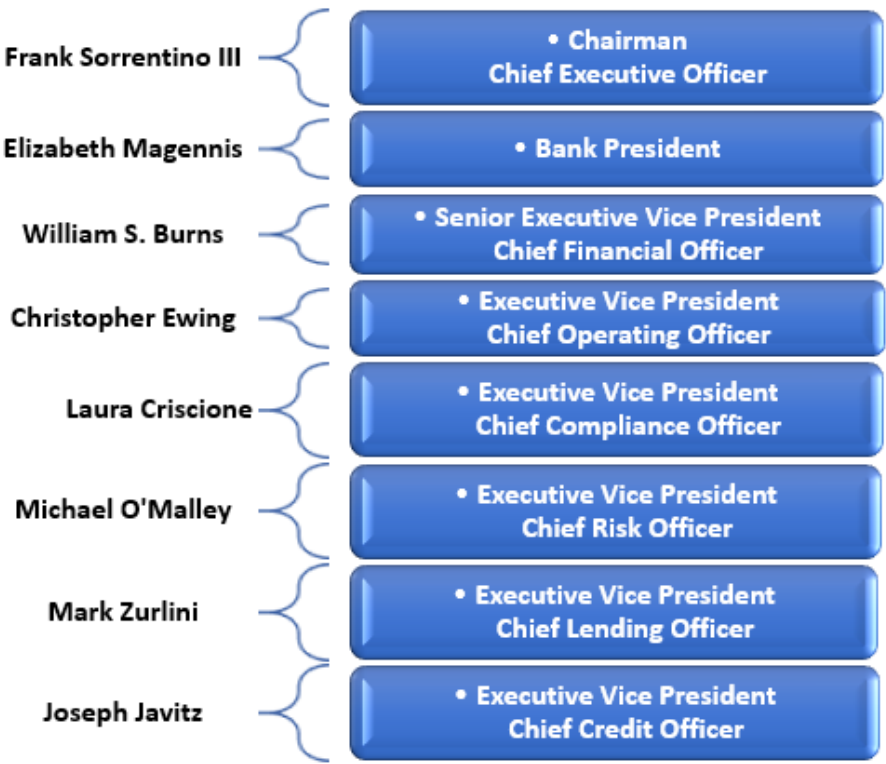 Frank Sorrentino III
• Chairman
Chief Executive Officer
Elizabeth Magennis
• Bank President
William S. Burns
• Senior Executive Vice President
Chief Financial Officer
Christopher Ewing
• Executive Vice President
Chief Operating Officer
Laura Criscione
• Executive Vice President
Chief Compliance Officer
Michael O'Malley
• Executive Vice President
Chief Risk Officer
Mark Zurlini
• Executive Vice President
Chief Lending Officer
Joseph Javitz
• Executive Vice President
Chief Credit Officer